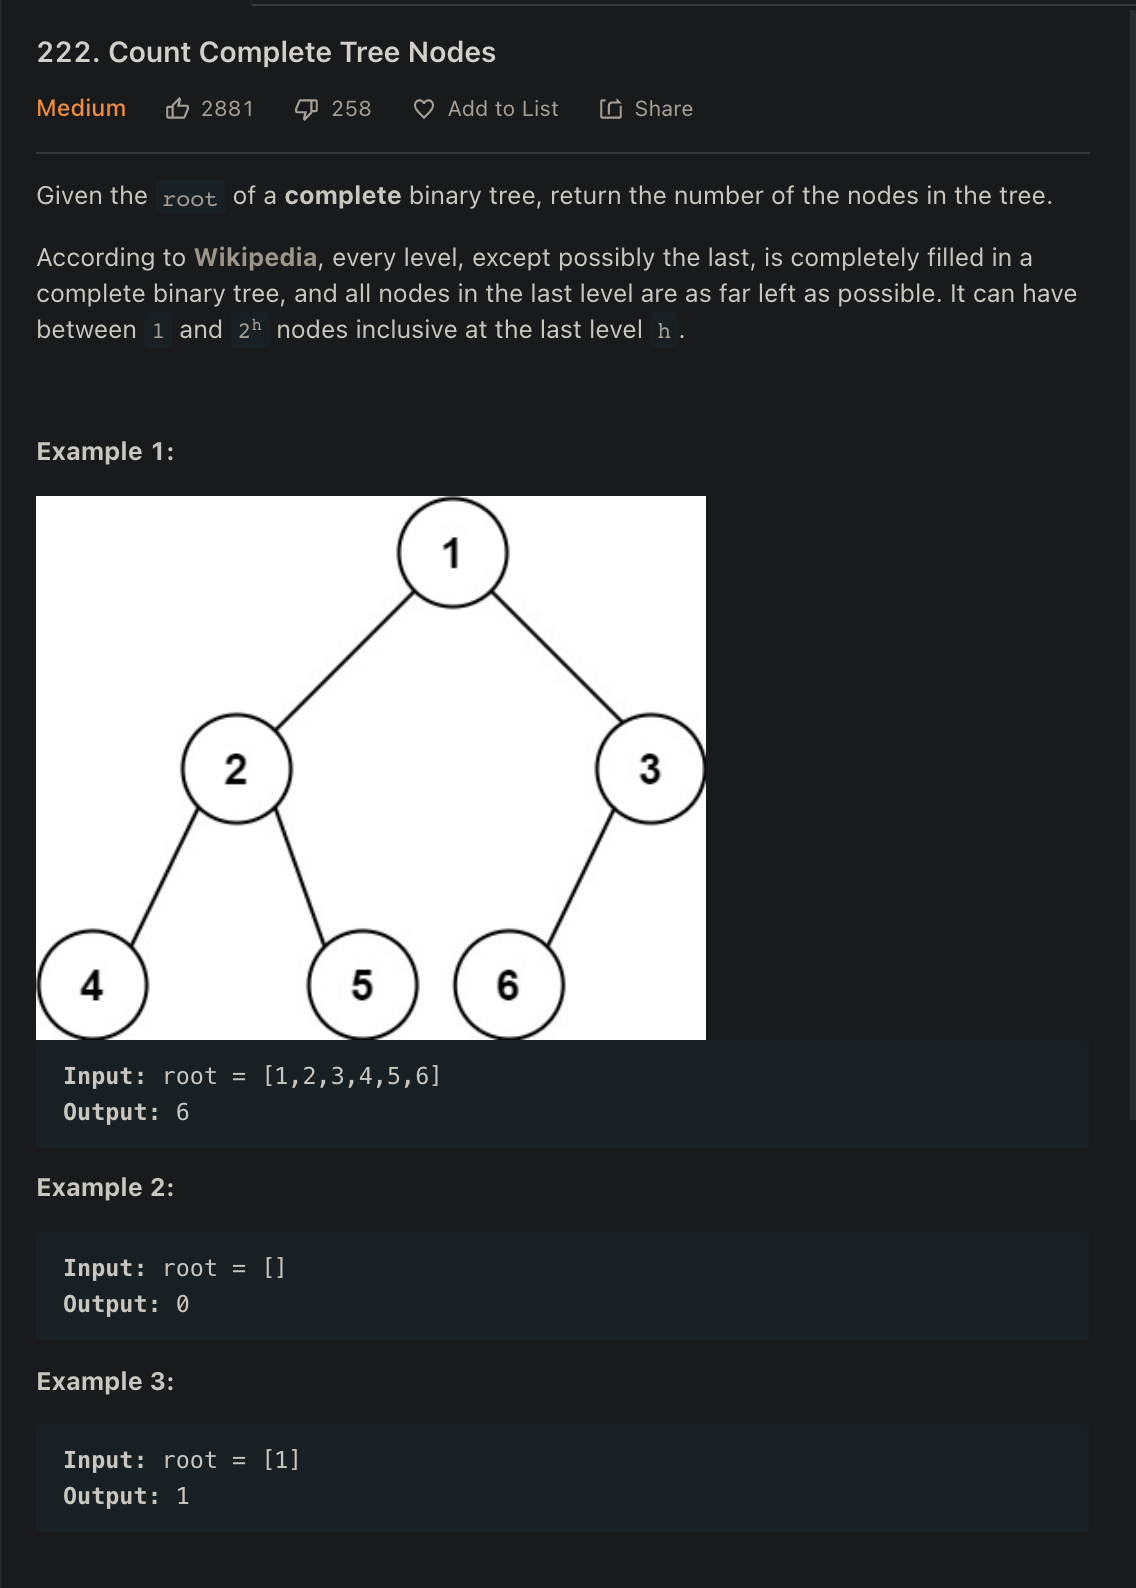 222. Count Complete Tree Nodes
Medium 2881 258 Add to List Share
Given the root of a complete binary tree, return the number of the nodes in the tree.
According to Wikipedia, every level, except possibly the last, is completely filled in a
complete binary tree, and all nodes in the last level are as far left as possible. It can have
between 1 and 2ʰ nodes inclusive at the last level h.
Example 1:
1
2 3
4 5 6
Input: root = [1,2,3,4,5,6]
Output: 6
Example 2:
Input: root = []
Output: 0
Example 3:
Input: root = [1]
Output: 1